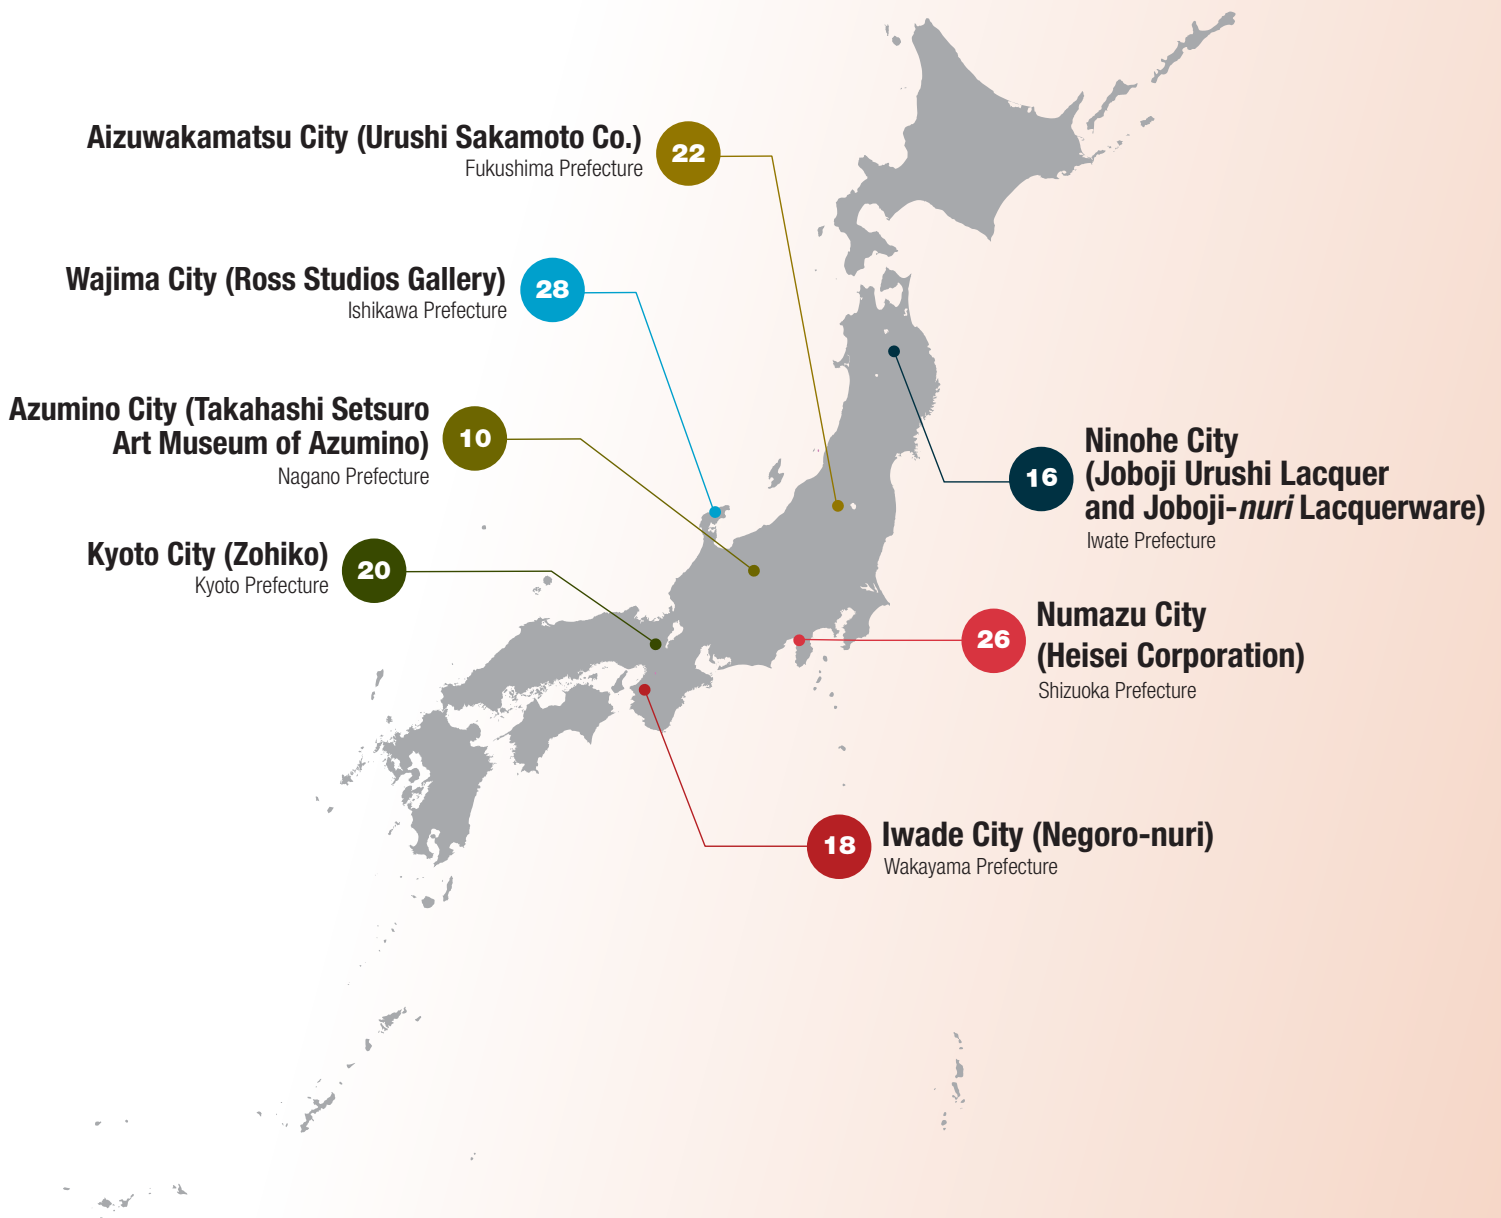 Aizuwakamatsu City (Urushi Sakamoto Co.)
Fukushima Prefecture
22
Wajima City (Ross Studios Gallery)
Ishikawa Prefecture
28
Azumino City (Takahashi Setsuro
Art Museum of Azumino)
Nagano Prefecture
10
Kyoto City (Zohiko)
Kyoto Prefecture
20
16
Ninohe City
(Joboji Urushi Lacquer
and Joboji-nuri Lacquerware)
Iwate Prefecture
26
Numazu City
(Heisei Corporation)
Shizuoka Prefecture
18
Iwade City (Negoro-nuri)
Wakayama Prefecture